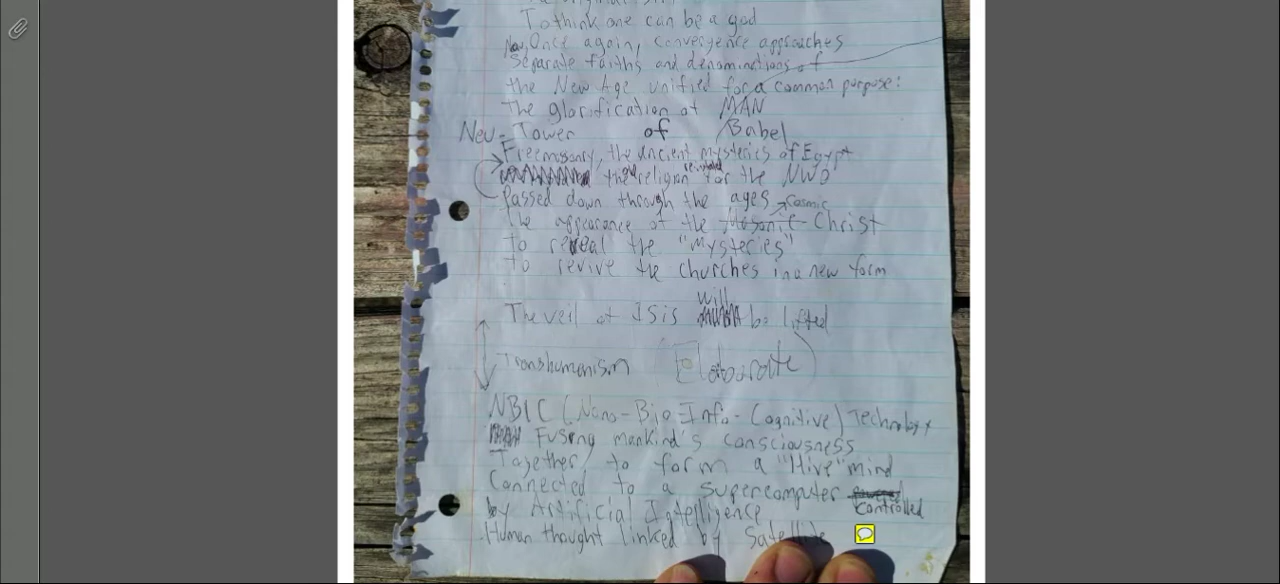 To think one can be a god
Now, Once again, convergence approaches
Separate faiths and denominations of
the New Age unified for a common purpose:
The glorification of MAN
New-Tower of Babel
Freemasonry, the ancient mysteries of Egypt
the religion for the NWO
Passed down through the ages
Cosmic
The appearance of the Masonic Christ
to reveal the "mysteries"
to revive the churches in a new form
will
The veil of Isis be lifted
Transhumanism (Elaborate)
NBIC (Nano-Bio-Info-Cognitive) Technology
Fusing mankind's consciousness
Together, to form a "Hive" mind
Connected to a supercomputer
controlled
by Artificial Intelligence
Human thought linked by Satellite